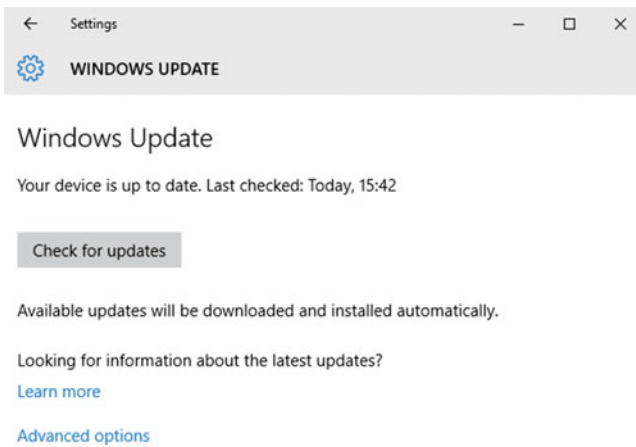 Settings
WINDOWS UPDATE
Windows Update
Your device is up to date. Last checked: Today, 15:42
Check for updates
Available updates will be downloaded and installed automatically.
Looking for information about the latest updates?
Learn more
Advanced options